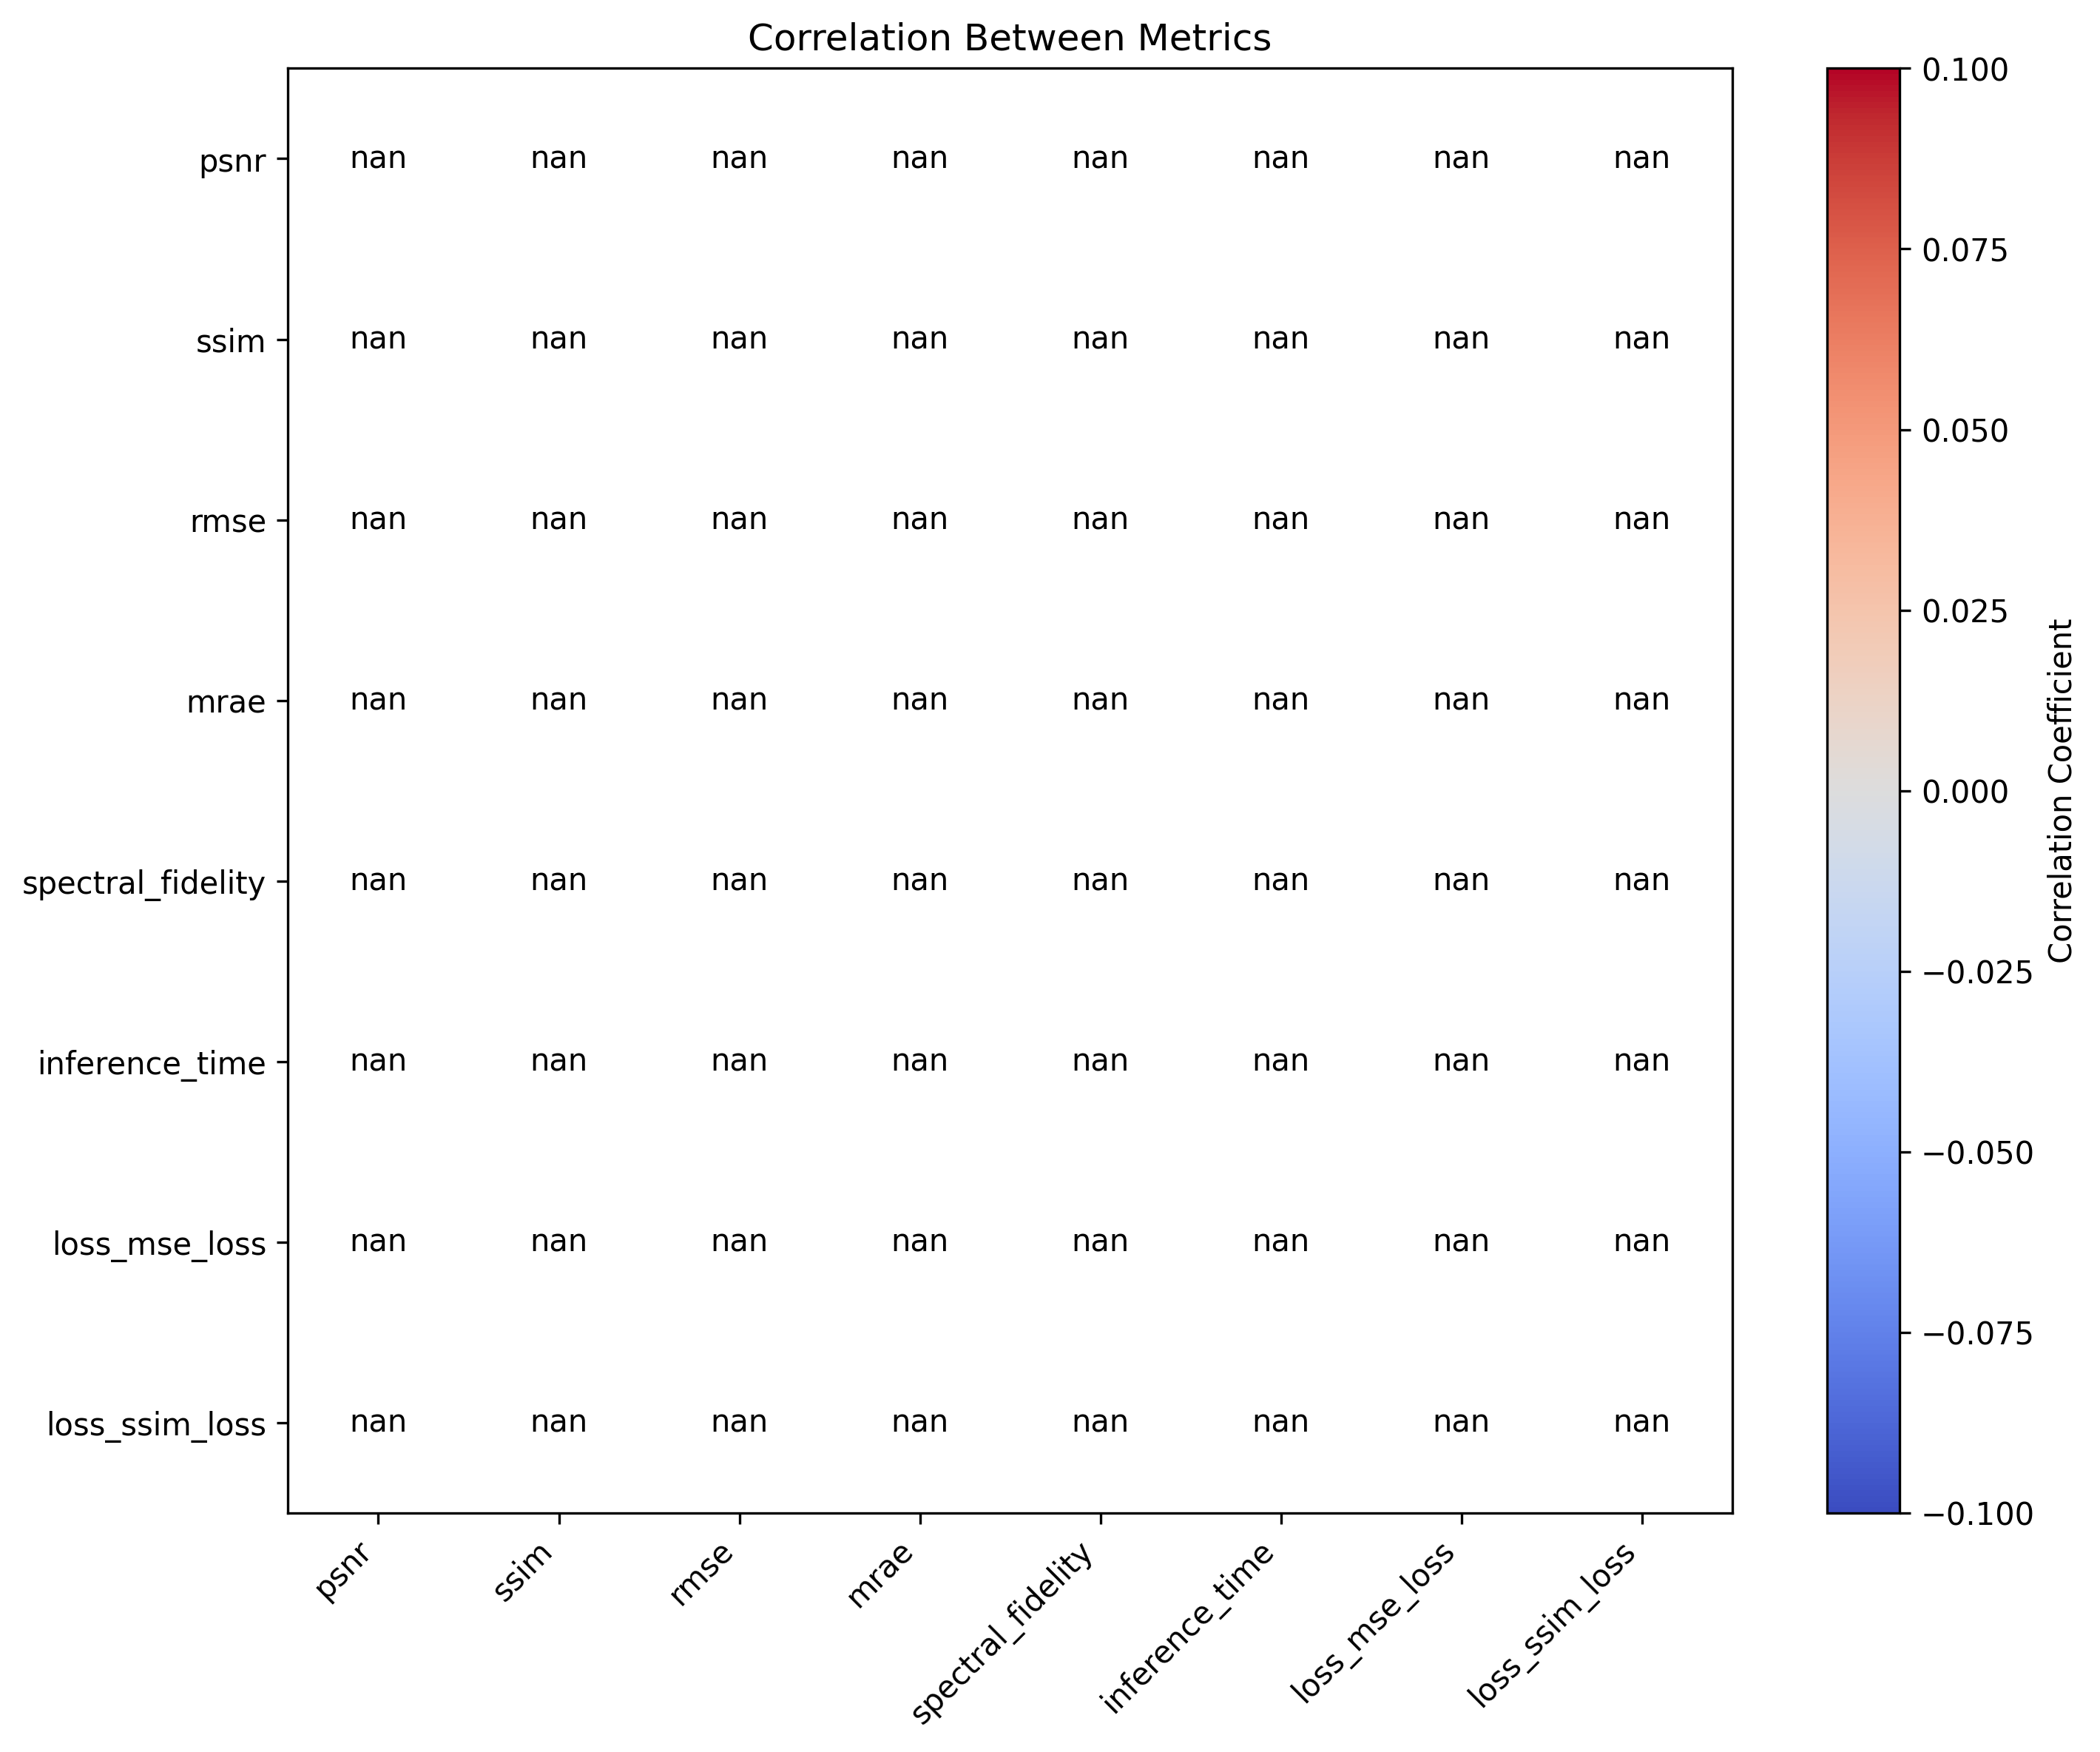 Correlation Between Metrics
psnr nan nan nan nan nan nan nan nan
ssim nan nan nan nan nan nan nan nan
rmse nan nan nan nan nan nan nan nan
mrae nan nan nan nan nan nan nan nan
spectral_fidelity nan nan nan nan nan nan nan nan
inference_time nan nan nan nan nan nan nan nan
loss_mse_loss nan nan nan nan nan nan nan nan
loss_ssim_loss nan nan nan nan nan nan nan nan
psnr ssim rmse mrae spectral_fidelity inference_time loss_mse_loss loss_ssim_loss
0.100
0.075
0.050
0.025
0.000
−0.025
−0.050
−0.075
−0.100
Correlation Coefficient